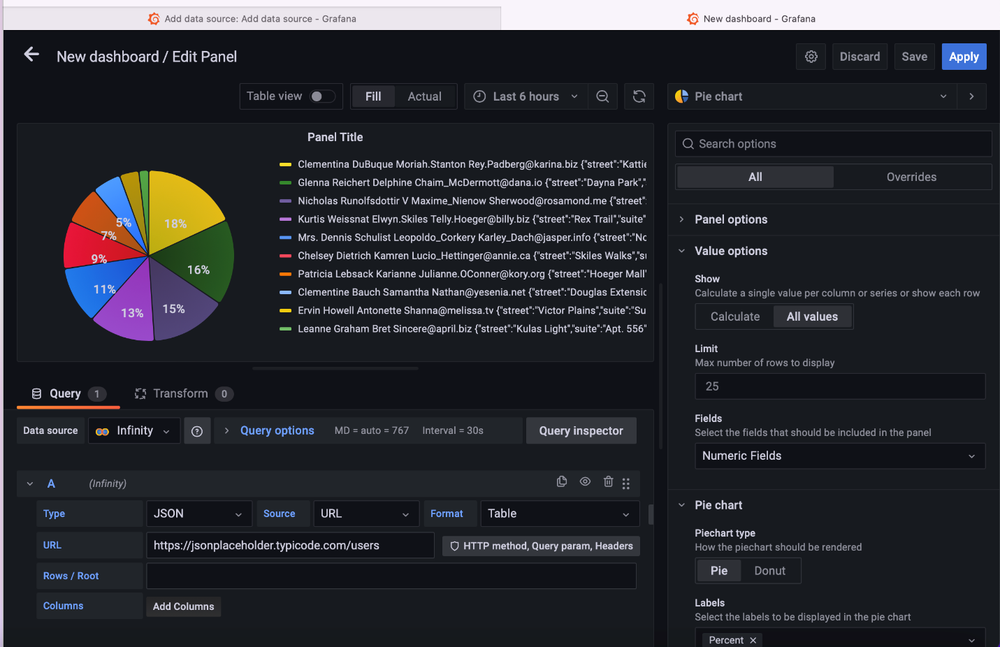 Add data source: Add data source - Grafana
New dashboard - Grafana
New dashboard / Edit Panel
Discard
Save
Apply
Table view
Fill
Actual
Last 6 hours
Pie chart
Panel Title
18%
16%
15%
13%
11%
9%
7%
5%
Clementina DuBuque Moriah.Stanton Rey.Padberg@karina.biz {"street":"Kattie
Glenna Reichert Delphine Chaim_McDermott@dana.io {"street":"Dayna Park",
Nicholas Runolfsdottir V Maxime_Nienow Sherwood@rosamond.me {"street":
Kurtis Weissnat Elwyn.Skiles Telly.Hoeger@billy.biz {"street":"Rex Trail","suite"
Mrs. Dennis Schulist Leopoldo_Corkery Karley_Dach@jasper.info {"street":"No
Chelsey Dietrich Kamren Lucio_Hettinger@annie.ca {"street":"Skiles Walks","su
Patricia Lebsack Karianne Julianne.OConner@kory.org {"street":"Hoeger Mall"
Clementine Bauch Samantha Nathan@yesenia.net {"street":"Douglas Extensio
Ervin Howell Antonette Shanna@melissa.tv {"street":"Victor Plains","suite":"Su
Leanne Graham Bret Sincere@april.biz {"street":"Kulas Light","suite":"Apt. 556"
Search options
All
Overrides
Panel options
Value options
Show
Calculate a single value per column or series or show each row
Calculate
All values
Limit
Max number of rows to display
25
Fields
Select the fields that should be included in the panel
Numeric Fields
Pie chart
Piechart type
How the piechart should be rendered
Pie
Donut
Labels
Select the labels to be displayed in the pie chart
Percent
Query 1
Transform 0
Data source
Infinity
Query options
MD = auto = 767
Interval = 30s
Query inspector
A
(Infinity)
Type
JSON
Source
URL
Format
Table
URL
https://jsonplaceholder.typicode.com/users
HTTP method, Query param, Headers
Rows / Root
Columns
Add Columns